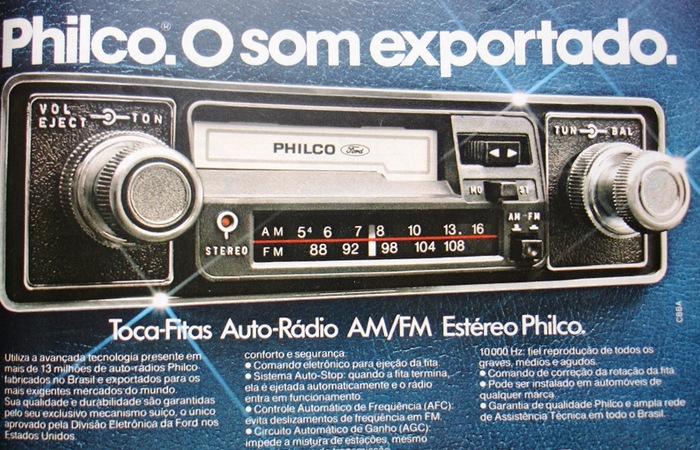 Philco.® O som exportado.
VOL
EJECT TON
TUN BAL
PHILCO Ford
MO ST
AM FM
STEREO
AM 5⁴ 6 7 8 10 13. 16
FM 88 92 98 104 108
CBBA
Toca-Fitas Auto-Rádio AM/FM Estéreo Philco.
Utiliza a avançada tecnologia presente em
mais de 13 milhões de auto-rádios Philco
fabricados no Brasil e exportados para os
mais exigentes mercados do mundo.
Sua qualidade e durabilidade são garantidas
pelo seu exclusivo mecanismo suíço, o único
aprovado pela Divisão Eletrônica da Ford nos
Estados Unidos.
conforto e segurança:
● Comando eletrônico para ejeção da fita.
● Sistema Auto-Stop: quando a fita termina,
ela é ejetada automaticamente e o rádio
entra em funcionamento.
● Controle Automático de Freqüência (AFC):
evita deslizamentos de freqüência em FM.
● Circuito Automático de Ganho (AGC):
impede a mistura de estações, mesmo
10000 Hz: fiel reprodução de todos os
graves, médios e agudos.
● Comando de correção da rotação da fita.
● Pode ser instalado em automóveis de
qualquer marca.
● Garantia de qualidade Philco e ampla rede
de Assistência Técnica em todo o Brasil.